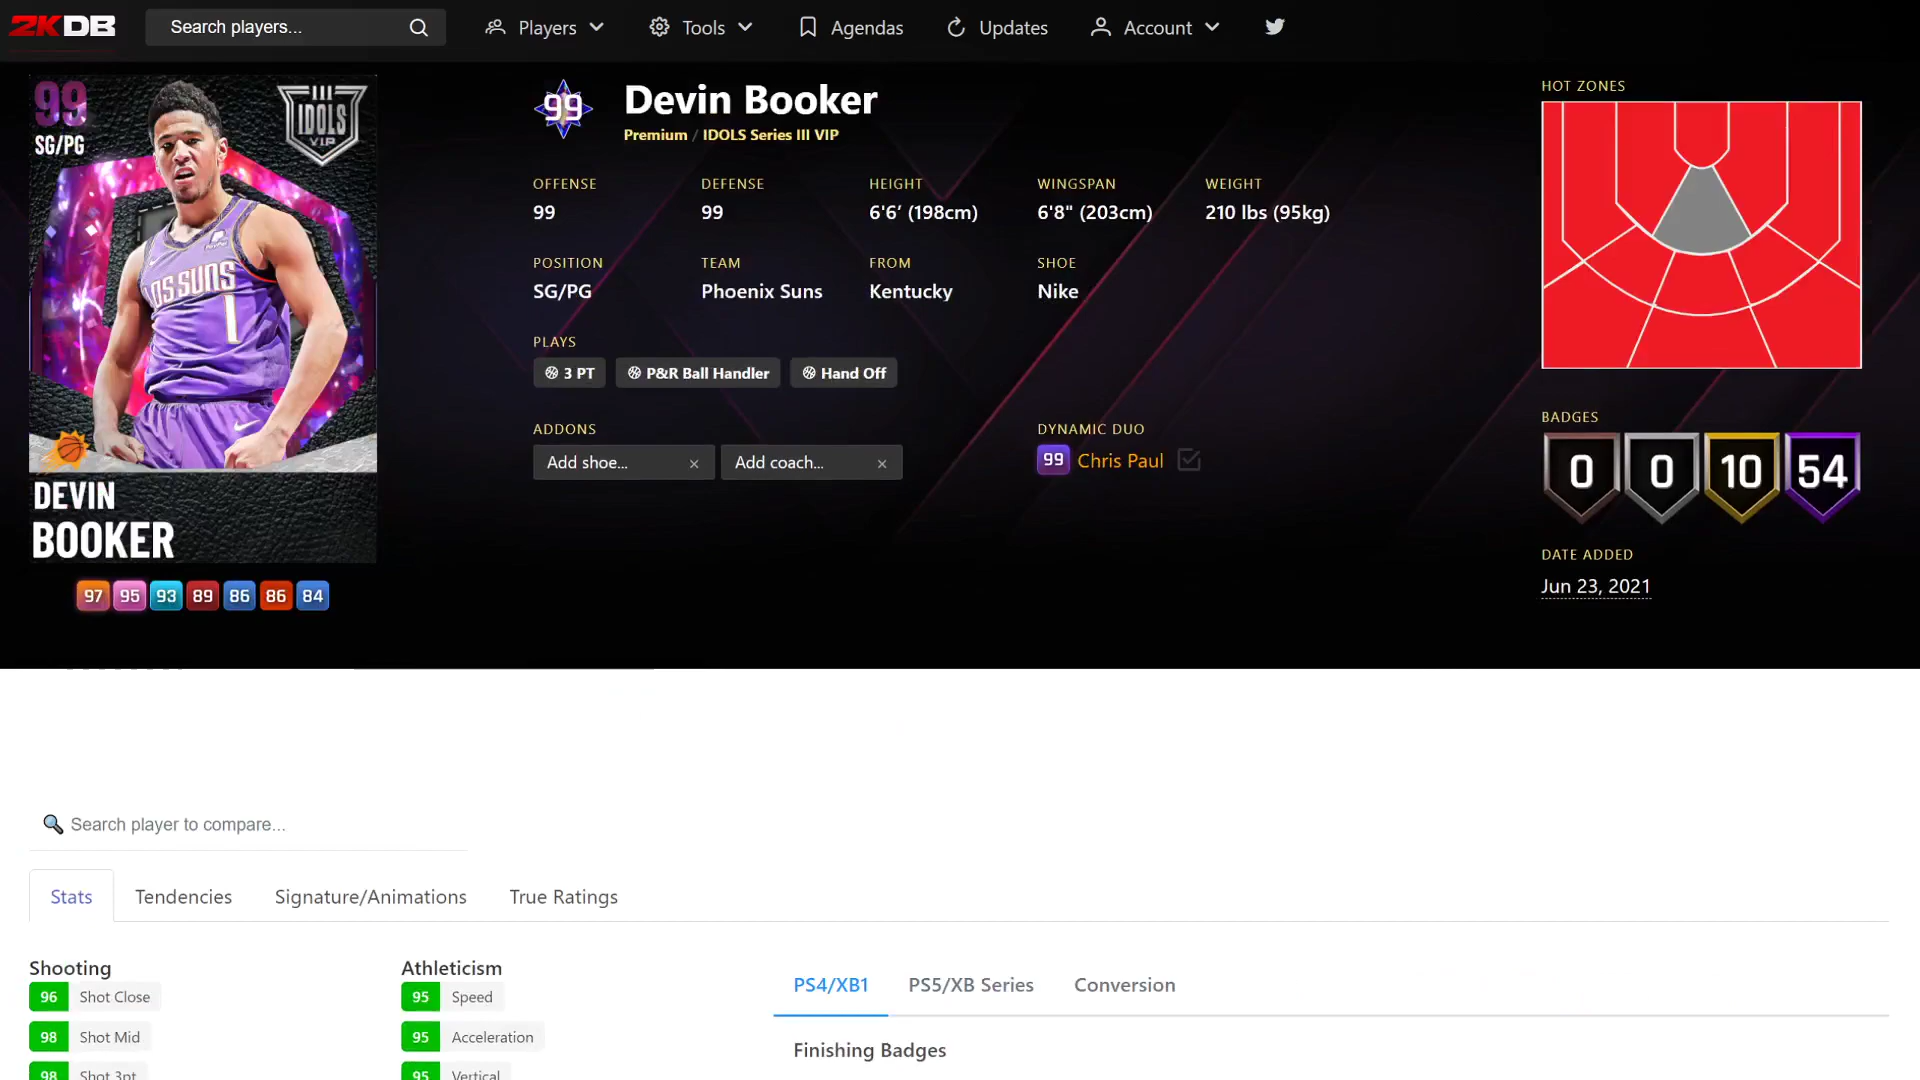 2KDB
Search players...
Players
Tools
Agendas
Updates
Account
99
SG/PG
III
IDOLS
VIP
PayPal
LOS SUNS
1
DEVIN
BOOKER
97 95 93 89 86 86 84
99
Devin Booker
Premium / IDOLS Series III VIP
OFFENSE
99
DEFENSE
99
HEIGHT
6'6' (198cm)
WINGSPAN
6'8" (203cm)
WEIGHT
210 lbs (95kg)
POSITION
SG/PG
TEAM
Phoenix Suns
FROM
Kentucky
SHOE
Nike
PLAYS
3 PT
P&R Ball Handler
Hand Off
ADDONS
Add shoe... ×
Add coach... ×
DYNAMIC DUO
99 Chris Paul
HOT ZONES
BADGES
0 0 10 54
DATE ADDED
Jun 23, 2021
Search player to compare...
Stats
Tendencies
Signature/Animations
True Ratings
Shooting
96 Shot Close
98 Shot Mid
98 Shot 3pt
Athleticism
95 Speed
95 Acceleration
95 Vertical
PS4/XB1
PS5/XB Series
Conversion
Finishing Badges